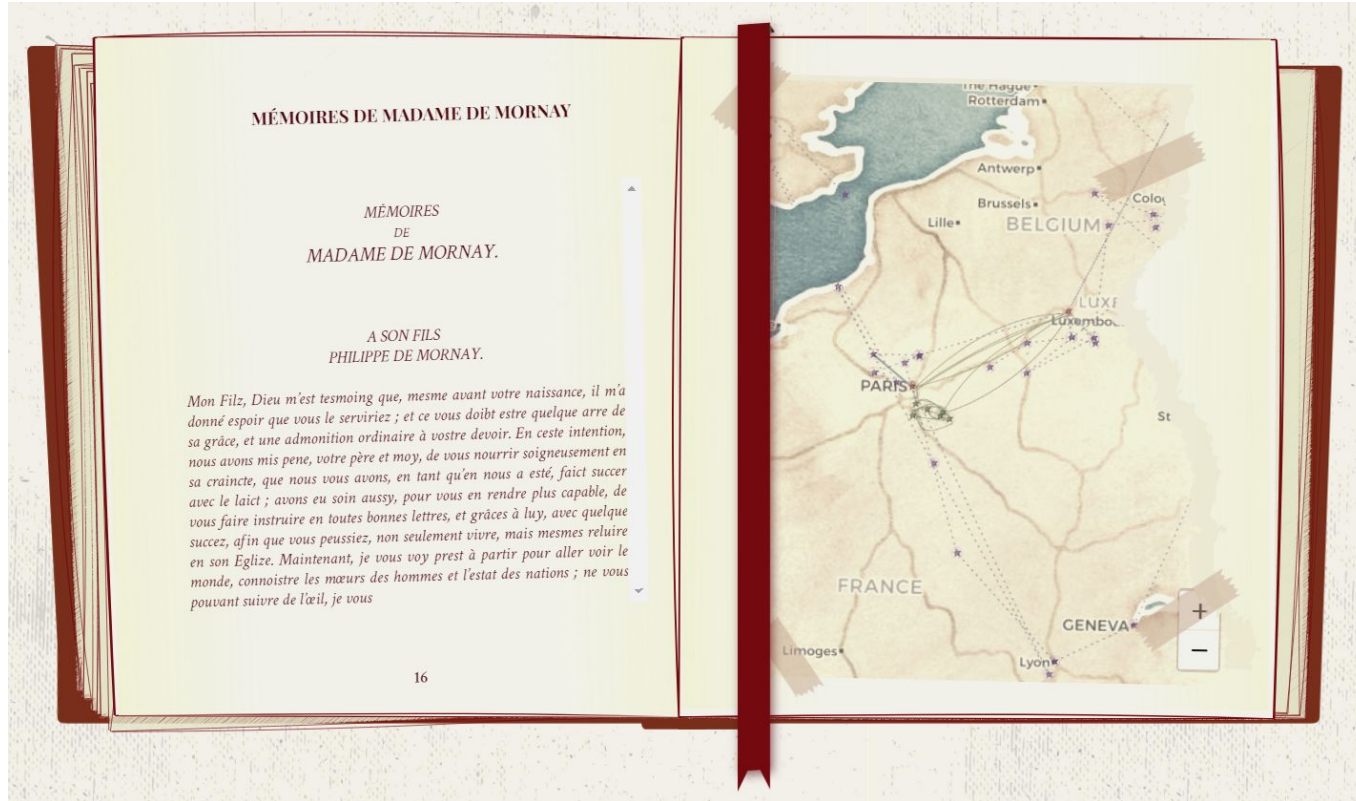 MÉMOIRES DE MADAME DE MORNAY
MÉMOIRES
DE
MADAME DE MORNAY.
A SON FILS
PHILIPPE DE MORNAY.
Mon Filz, Dieu m'est tesmoing que, mesme avant votre naissance, il m'a
donné espoir que vous le serviriez ; et ce vous doibt estre quelque arre de
sa grâce, et une admonition ordinaire à vostre devoir. En ceste intention,
nous avons mis pene, votre père et moy, de vous nourrir soigneusement en
sa craincte, que nous vous avons, en tant qu'en nous a esté, faict succer
avec le laict ; avons eu soin aussy, pour vous en rendre plus capable, de
vous faire instruire en toutes bonnes lettres, et grâces à luy, avec quelque
succez, afin que vous peussiez, non seulement vivre, mais mesmes reluire
en son Eglize. Maintenant, je vous voy prest à partir pour aller voir le
monde, connoistre les mœurs des hommes et l'estat des nations ; ne vous
pouvant suivre de l'œil, je vous
16
The Hague
Rotterdam
Antwerp
Brussels
Colo
Lille
BELGIUM
LUXE
Luxembo
PARIS
St
FRANCE
GENEVA
Limoges
Lyon
+
−